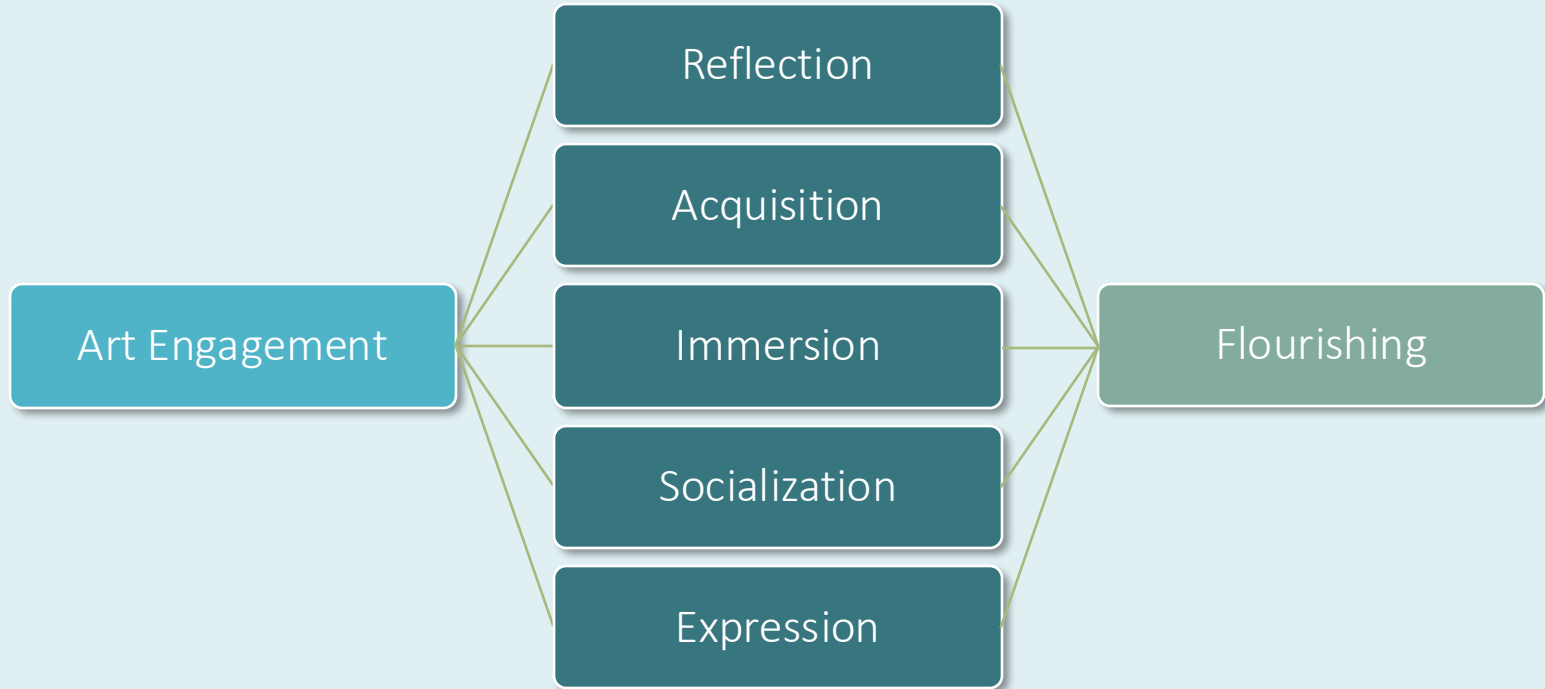 Reflection
Acquisition
Art Engagement
Immersion
Flourishing
Socialization
Expression